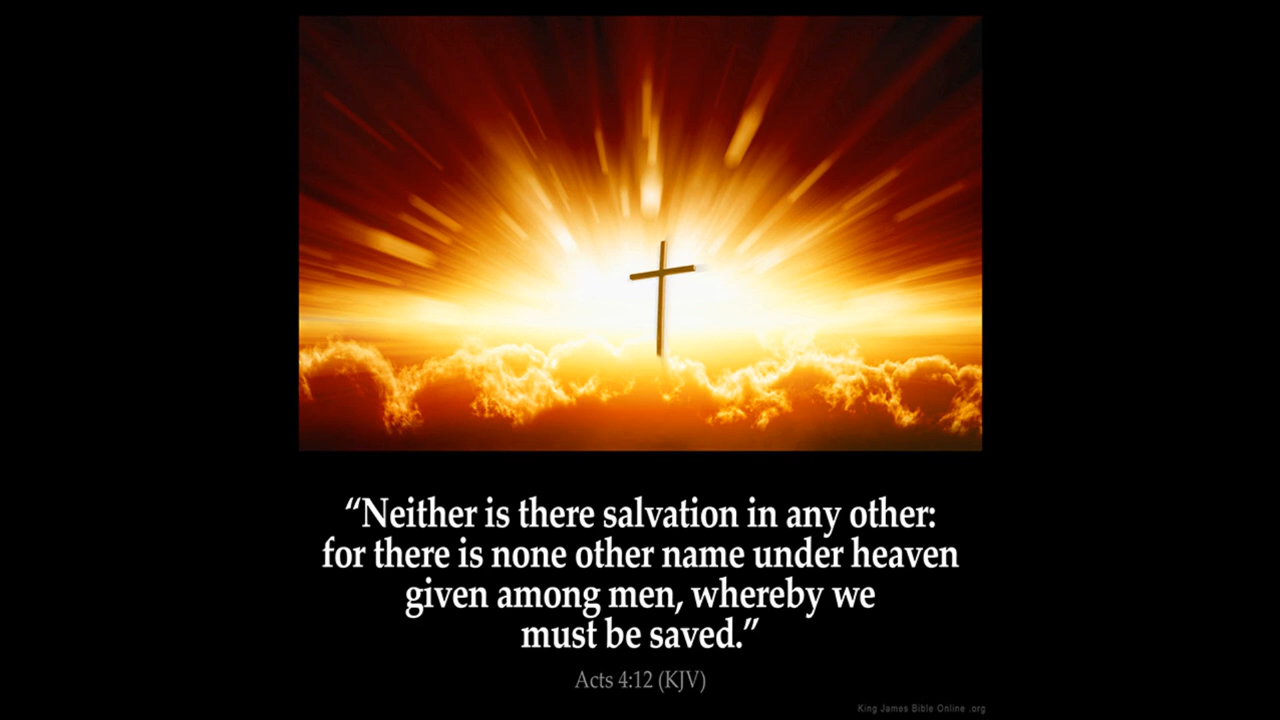 “Neither is there salvation in any other:
for there is none other name under heaven
given among men, whereby we
must be saved.”
Acts 4:12 (KJV)
King James Bible Online .org